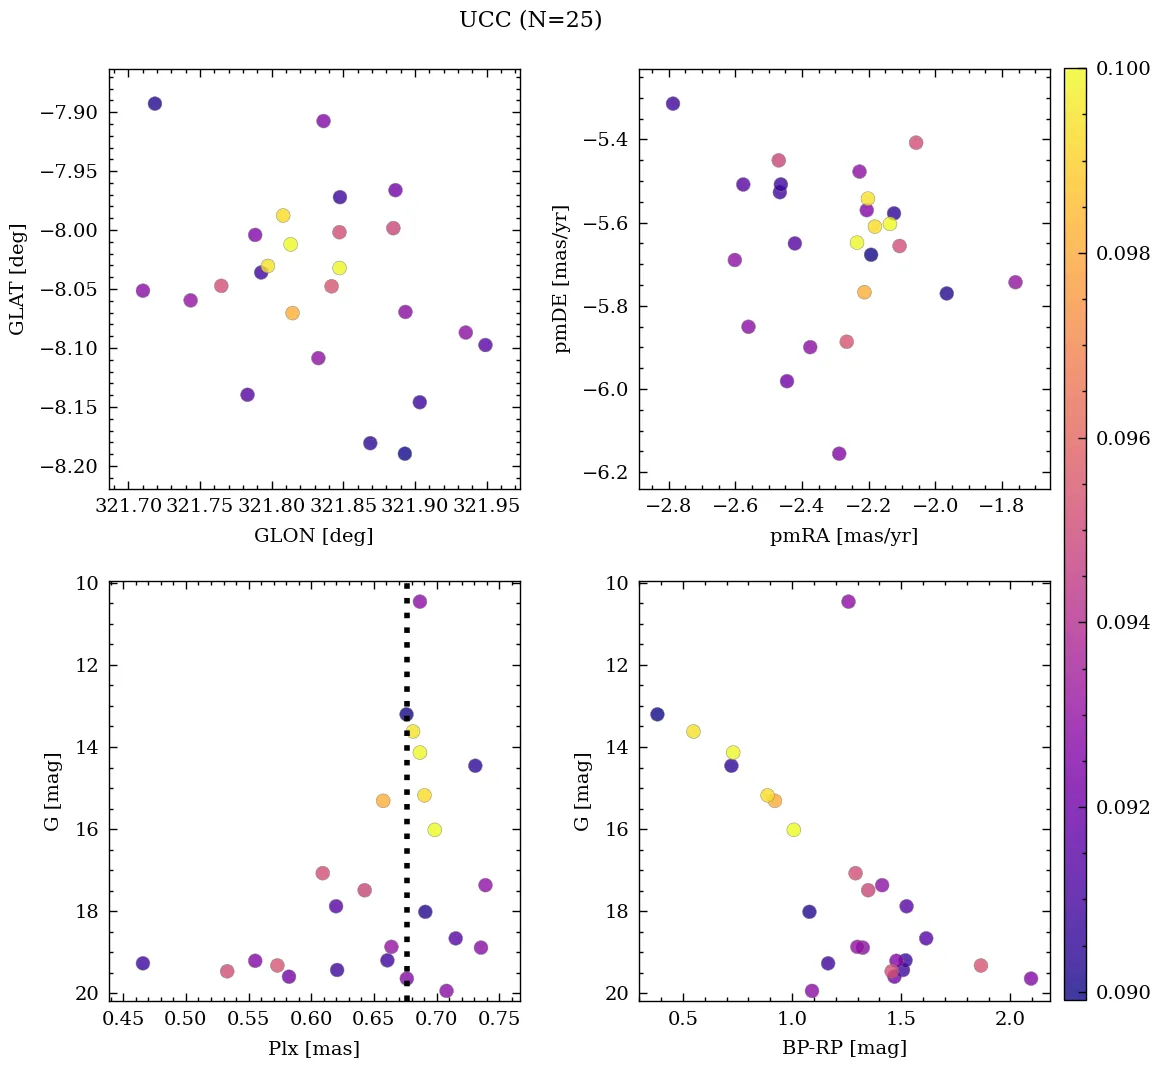 UCC (N=25)
−7.90
−7.95
−8.00
−8.05
−8.10
−8.15
−8.20
GLAT [deg]
321.70 321.75 321.80 321.85 321.90 321.95
GLON [deg]
−5.4
−5.6
−5.8
−6.0
−6.2
pmDE [mas/yr]
−2.8 −2.6 −2.4 −2.2 −2.0 −1.8
pmRA [mas/yr]
10
12
14
16
18
20
G [mag]
0.45 0.50 0.55 0.60 0.65 0.70 0.75
Plx [mas]
10
12
14
16
18
20
G [mag]
0.5 1.0 1.5 2.0
BP-RP [mag]
0.100
0.098
0.096
0.094
0.092
0.090